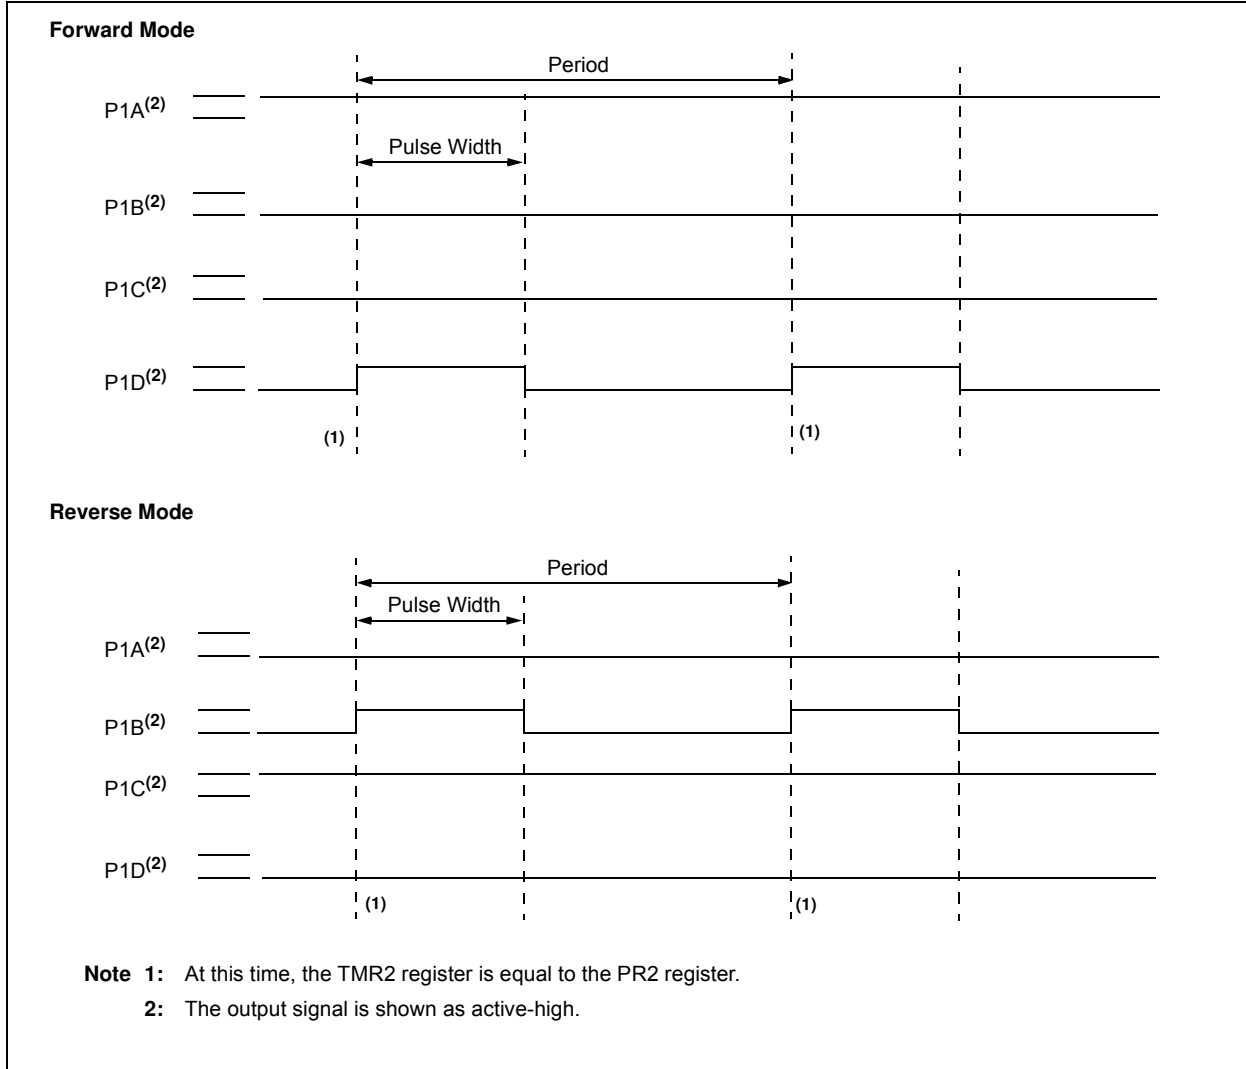 Forward Mode
Period
P1A(2)
Pulse Width
P1B(2)
P1C(2)
P1D(2)
(1) (1)
Reverse Mode
Period
Pulse Width
P1A(2)
P1B(2)
P1C(2)
P1D(2)
(1) (1)
Note 1: At this time, the TMR2 register is equal to the PR2 register.
2: The output signal is shown as active-high.